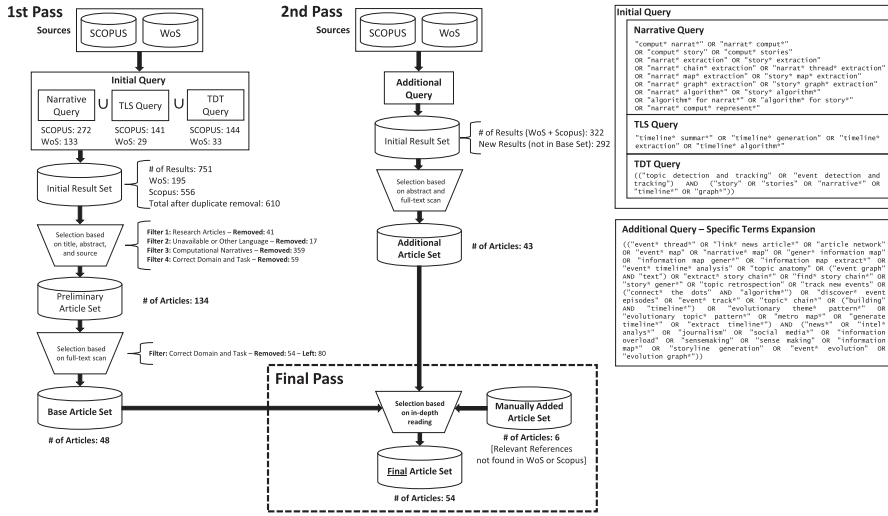 1st Pass
Sources
SCOPUS
WoS
Initial Query
Narrative
Query
U
TLS Query
U
TDT
Query
SCOPUS: 272
WoS: 133
SCOPUS: 141
WoS: 29
SCOPUS: 144
WoS: 33
Initial Result Set
# of Results: 751
WoS: 195
Scopus: 556
Total after duplicate removal: 610
Selection based
on title, abstract,
and source
Filter 1: Research Articles – Removed: 41
Filter 2: Unavailable or Other Language – Removed: 17
Filter 3: Computational Narratives – Removed: 359
Filter 4: Correct Domain and Task – Removed: 59
Preliminary
Article Set
# of Articles: 134
Selection based
on full-text scan
Filter: Correct Domain and Task – Removed: 54 – Left: 80
Base Article Set
# of Articles: 48
2nd Pass
Sources
SCOPUS
WoS
Additional
Query
Initial Result Set
# of Results (WoS + Scopus): 322
New Results (not in Base Set): 292
Selection based
on abstract and
full-text scan
Additional
Article Set
# of Articles: 43
Final Pass
Selection based
on in-depth
reading
Manually Added
Article Set
# of Articles: 6
[Relevant References
not found in WoS or Scopus]
Final Article Set
# of Articles: 54
Initial Query
Narrative Query
"comput* narrat*" OR "narrat* comput*"
OR "comput* story" OR "comput* stories"
OR "narrat* extraction" OR "story* extraction"
OR "narrat* chain* extraction" OR "narrat* thread* extraction"
OR "narrat* map* extraction" OR "story* map* extraction"
OR "narrat* graph* extraction" OR "story* graph* extraction"
OR "narrat* algorithm*" OR "story* algorithm*"
OR "algorithm* for narrat*" OR "algorithm* for story*"
OR "narrat* comput* represent*"
TLS Query
"timeline* summar*" OR "timeline* generation" OR "timeline*
extraction" OR "timeline* algorithm*"
TDT Query
(("topic detection and tracking" OR "event detection and
tracking") AND ("story" OR "stories" OR "narrative*" OR
"timeline*" OR "graph*"))
Additional Query – Specific Terms Expansion
(("event* thread*" OR "link* news article*" OR "article network"
OR "event* map" OR "narrative* map" OR "gener* information map"
OR "information map gener*" OR "information map extract*" OR
"event* timeline* analysis" OR "topic anatomy" OR ("event graph"
AND "text") OR "extract* story chain*" OR "find* story chain*" OR
"story* gener*" OR "topic retrospection" OR "track new events" OR
("connect* the dots" AND "algorithm*") OR "discover* event
episodes" OR "event* track*" OR "topic* chain*" OR ("building"
AND "timeline*") OR "evolutionary theme* pattern*" OR
"evolutionary topic* pattern*" OR "metro map*" OR "generate
timeline*" OR "extract timeline*") AND ("news*" OR "intel*
analys*" OR "journalism" OR "social media*" OR "information
overload" OR "sensemaking" OR "sense making" OR "information
map*" OR "storyline generation" OR "event* evolution" OR
"evolution graph*"))